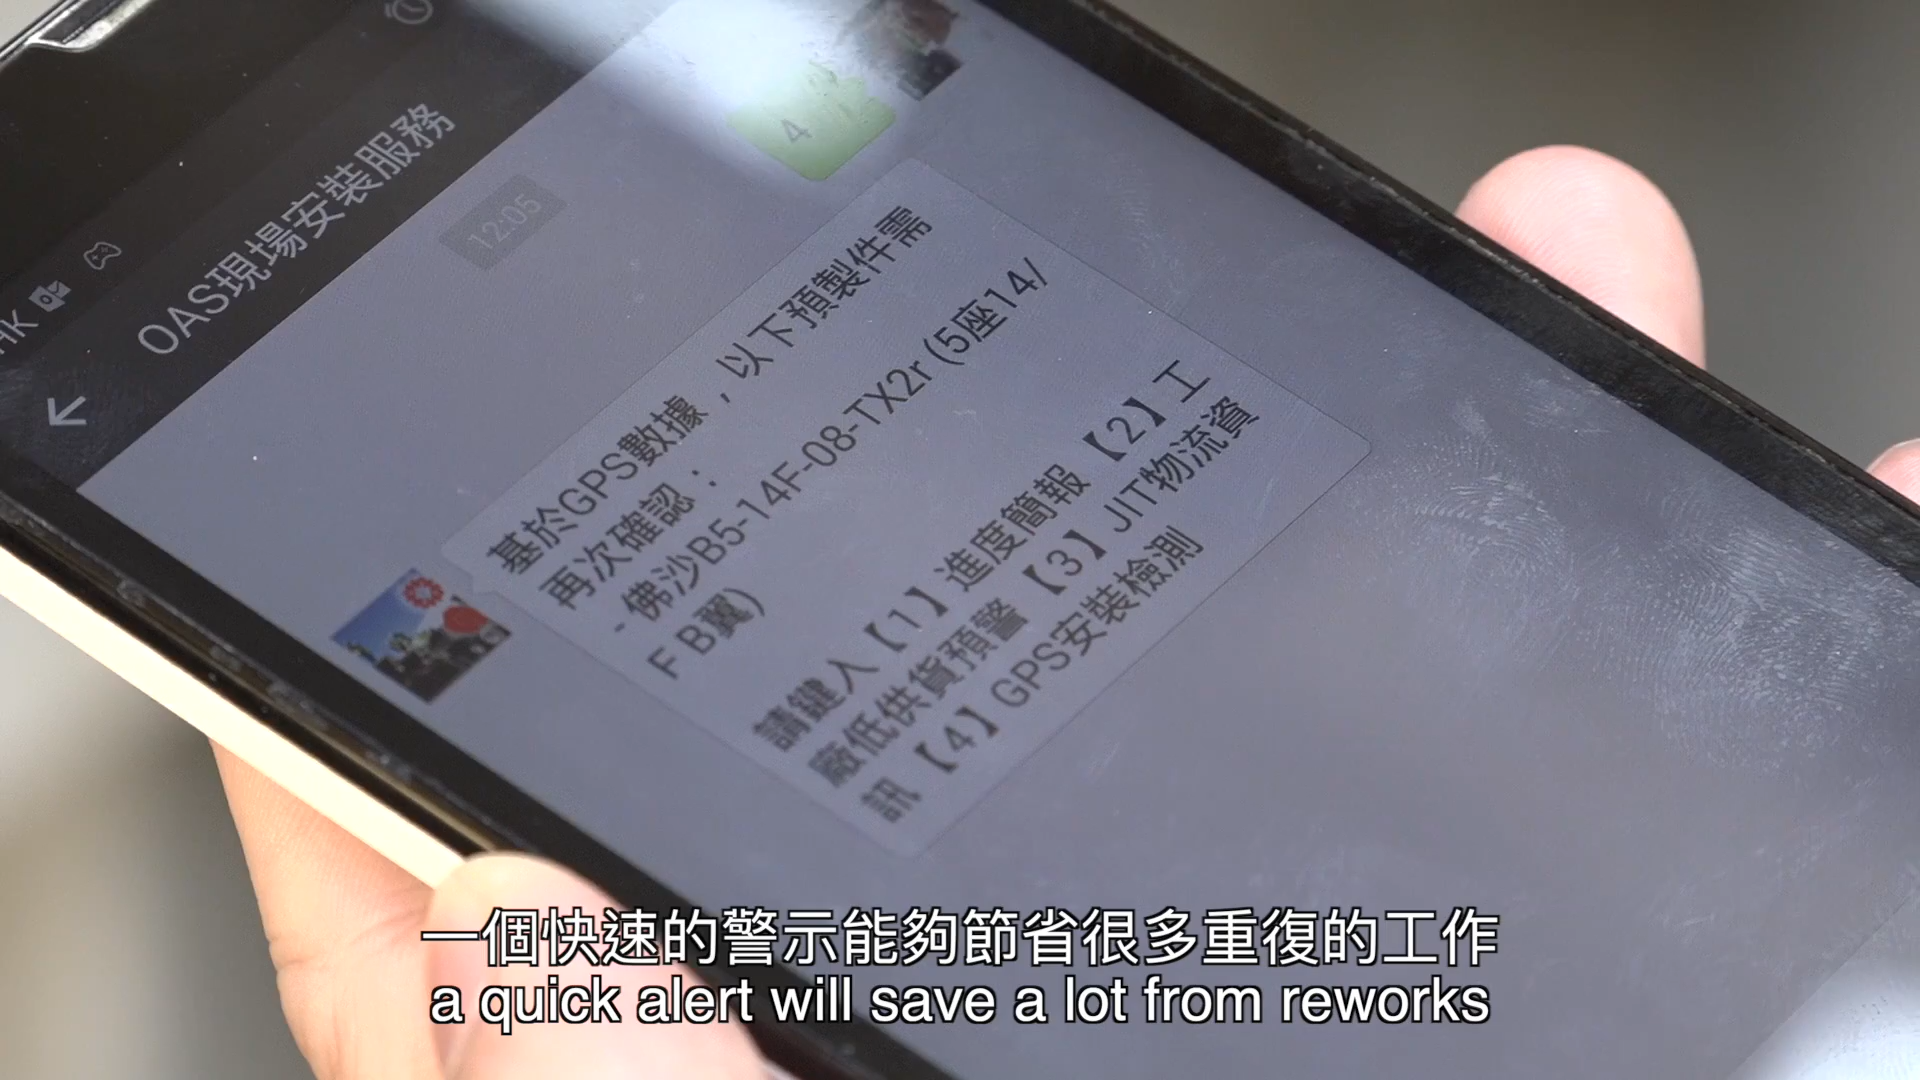 HK
OAS現場安裝服務
4
12:05
基於GPS數據，以下預製件需
再次確認：
- 佛沙B5-14F-08-TX2r (5座14/
F B翼)
請鍵入【1】進度簡報【2】工
廠低供貨預警【3】JIT物流資
訊【4】GPS安裝檢測
一個快速的警示能夠節省很多重復的工作
a quick alert will save a lot from reworks